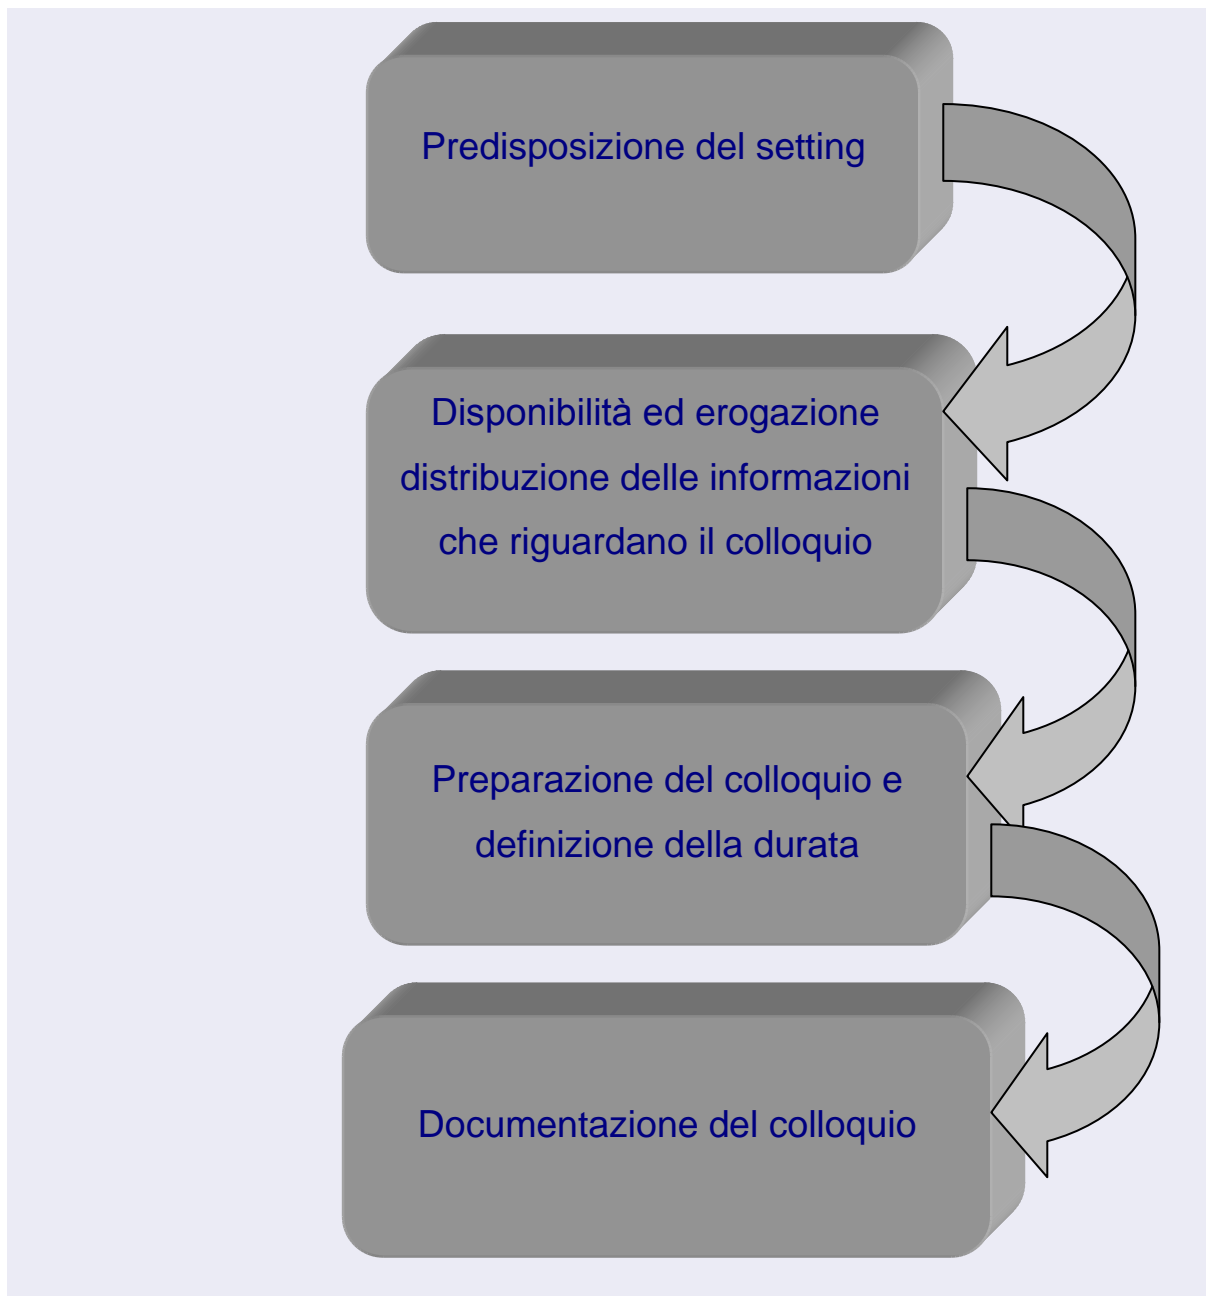 Predisposizione del setting
Disponibilità ed erogazione
distribuzione delle informazioni
che riguardano il colloquio
Preparazione del colloquio e
definizione della durata
Documentazione del colloquio